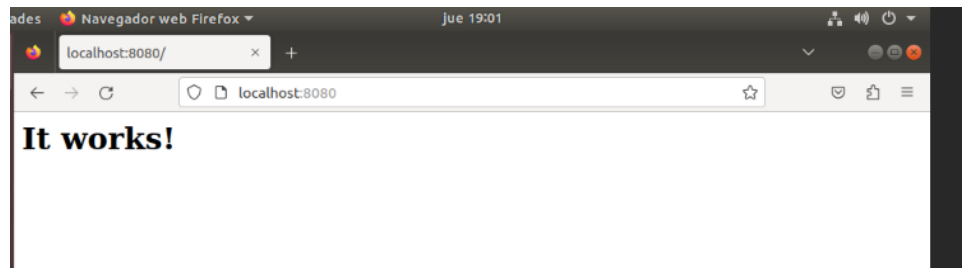 ades Navegador web Firefox jue 19:01
localhost:8080/
localhost:8080
It works!